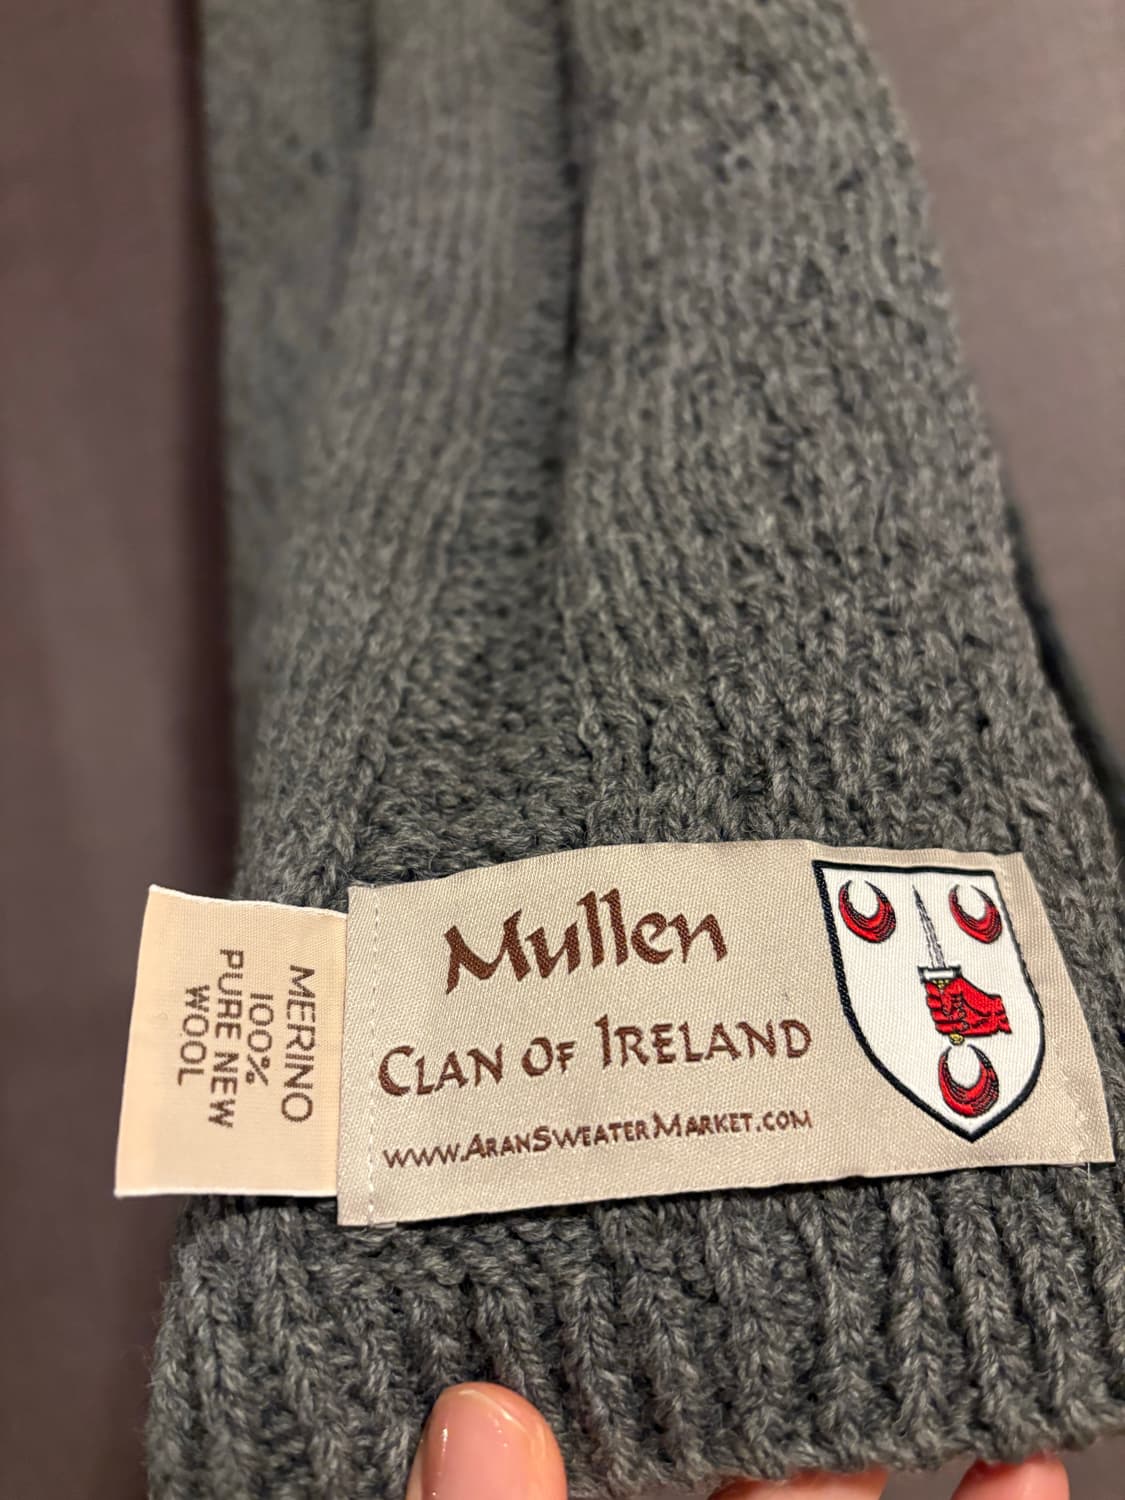 Mullen
CLAN OF IRELAND
WWW.ARANSWEATERMARKET.COM
MERINO
100%
PURE NEW
WOOL